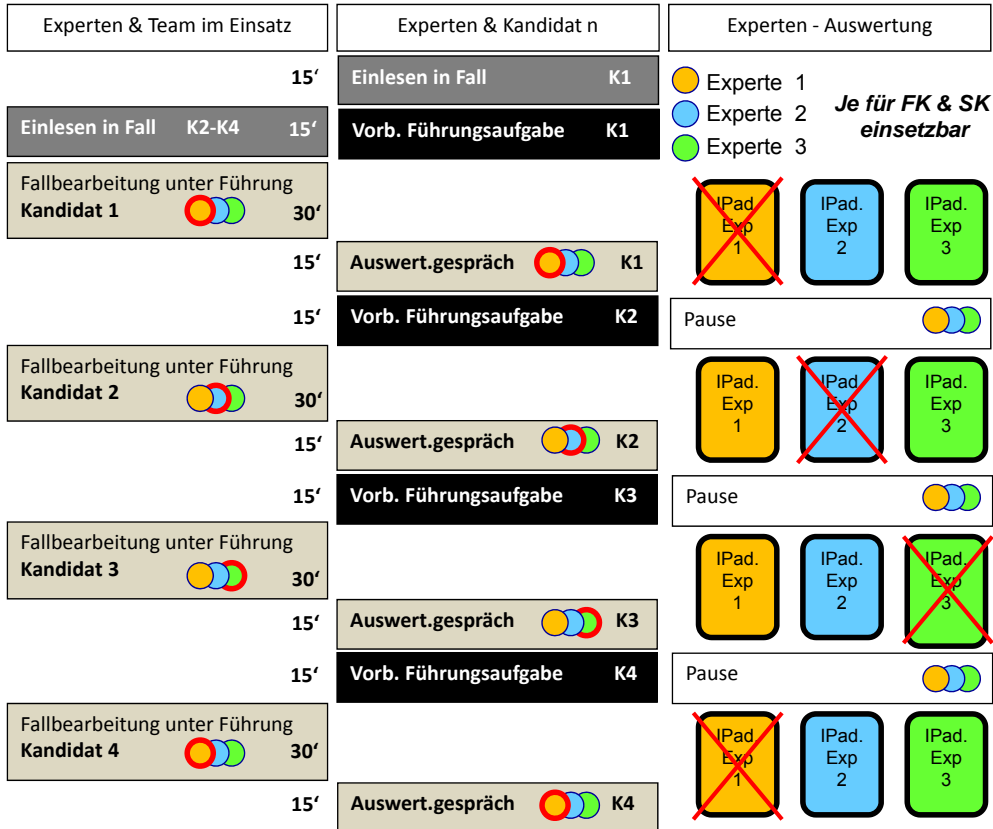 Experten & Team im Einsatz
Experten & Kandidat n
Experten - Auswertung
15‘
Einlesen in Fall K1
Experte 1
Experte 2
Experte 3
Je für FK & SK
einsetzbar
Einlesen in Fall K2-K4 15‘
Vorb. Führungsaufgabe K1
Fallbearbeitung unter Führung
Kandidat 1 30‘
IPad.
Exp
1
IPad.
Exp
2
IPad.
Exp
3
15‘
Auswert.gespräch K1
15‘
Vorb. Führungsaufgabe K2
Pause
Fallbearbeitung unter Führung
Kandidat 2 30‘
IPad.
Exp
1
IPad.
Exp
2
IPad.
Exp
3
15‘
Auswert.gespräch K2
15‘
Vorb. Führungsaufgabe K3
Pause
Fallbearbeitung unter Führung
Kandidat 3 30‘
IPad.
Exp
1
IPad.
Exp
2
IPad.
Exp
3
15‘
Auswert.gespräch K3
15‘
Vorb. Führungsaufgabe K4
Pause
Fallbearbeitung unter Führung
Kandidat 4 30‘
IPad.
Exp
1
IPad.
Exp
2
IPad.
Exp
3
15‘
Auswert.gespräch K4